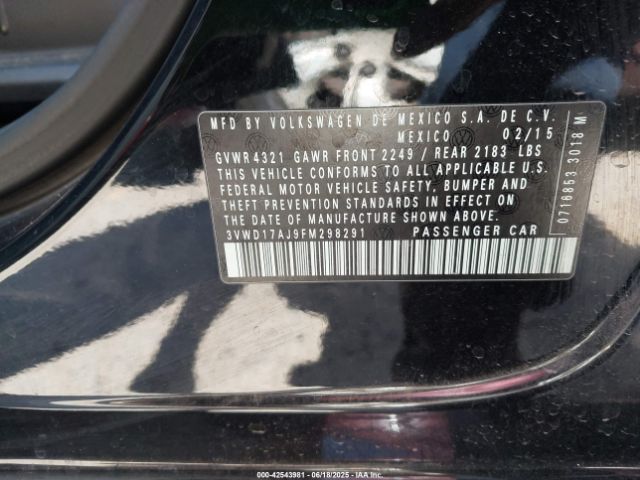 MFD BY VOLKSWAGEN DE MEXICO S.A. DE C.V.
MEXICO 02/15
GVWR 4321 GAWR FRONT 2249 / REAR 2183 LBS
THIS VEHICLE CONFORMS TO ALL APPLICABLE U.S.
FEDERAL MOTOR VEHICLE SAFETY, BUMPER AND
THEFT PREVENTION STANDARDS IN EFFECT ON
THE DATE OF MANUFACTURE SHOWN ABOVE.
3VWD17AJ9FM298291 PASSENGER CAR
0716853 3018 M
000-42543981 06/18/2025 IAAI.com